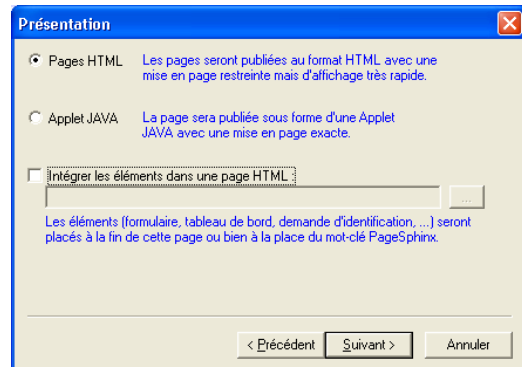 Présentation
Pages HTML
Les pages seront publiées au format HTML avec une
mise en page restreinte mais d'affichage très rapide.
Applet JAVA
La page sera publiée sous forme d'une Applet
JAVA avec une mise en page exacte.
Intégrer les éléments dans une page HTML :
...
Les éléments (formulaire, tableau de bord, demande d'identification, ...) seront
placés à la fin de cette page ou bien à la place du mot-clé PageSphinx.
< Précédent
Suivant >
Annuler